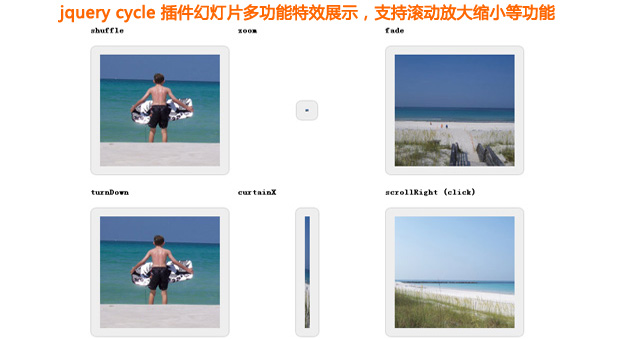 jquery cycle 插件幻灯片多功能特效展示，支持滚动放大缩小等功能
shuffle
zoom
fade
turnDown
curtainX
scrollRight (click)